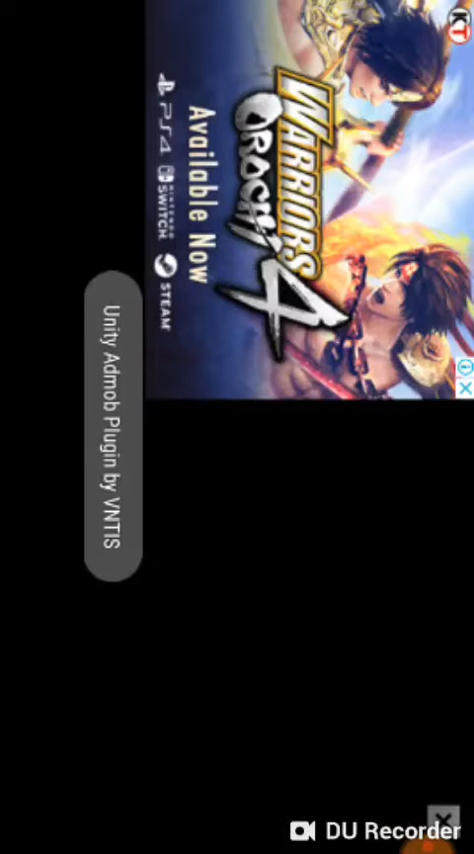 KT
WARRIORS
OROCHI 4
Available Now
PS4
NINTENDO
SWITCH
STEAM
Unity Admob Plugin by VNTIS
DU Recorder